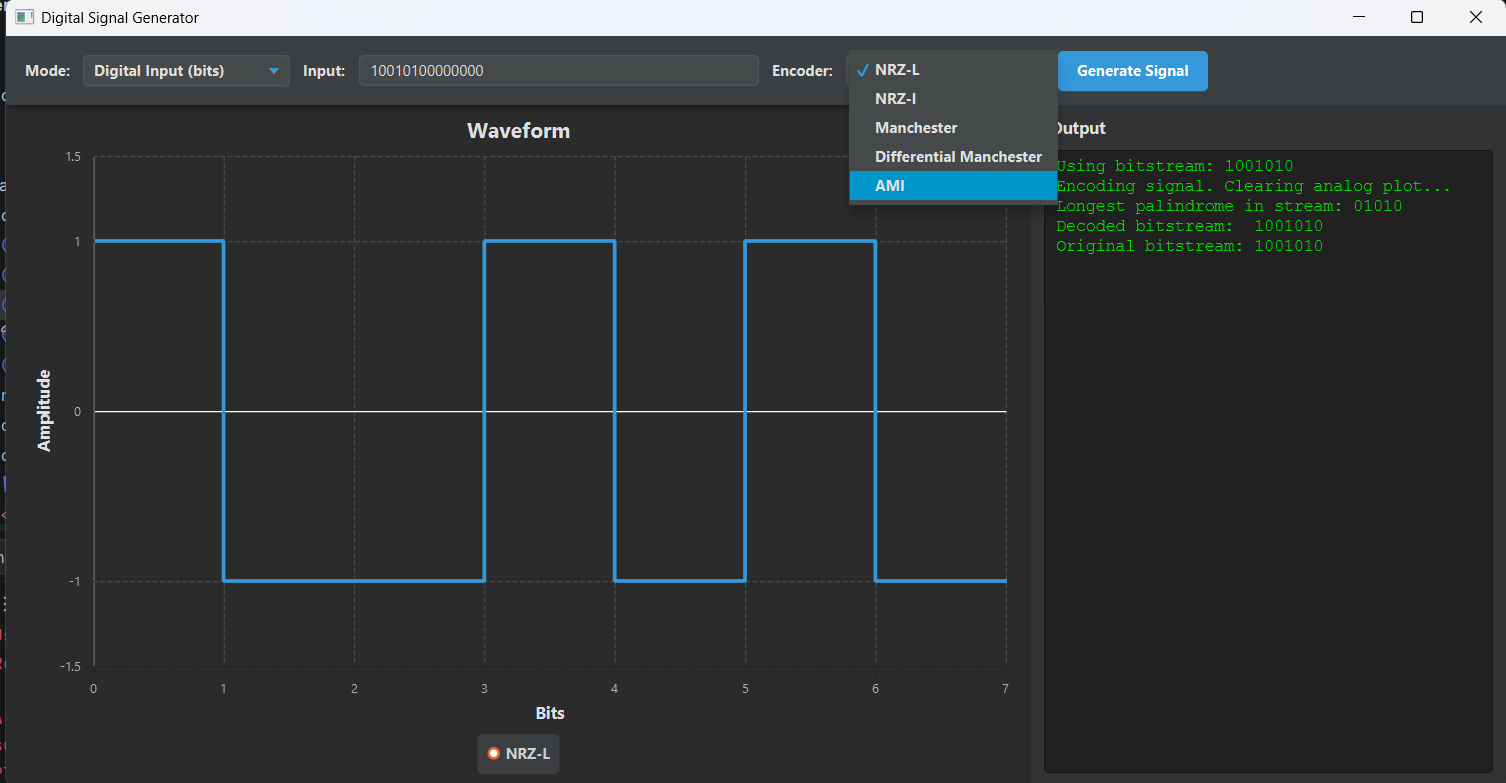 Digital Signal Generator
Mode: Digital Input (bits) Input: 10010100000000 Encoder: Generate Signal
✓ NRZ-L
NRZ-I
Manchester
Differential Manchester
AMI
Waveform
1.5
1
0
-1
-1.5
Amplitude
0 1 2 3 4 5 6 7
Bits
NRZ-L
Output
Using bitstream: 1001010
Encoding signal. Clearing analog plot...
Longest palindrome in stream: 01010
Decoded bitstream:  1001010
Original bitstream: 1001010